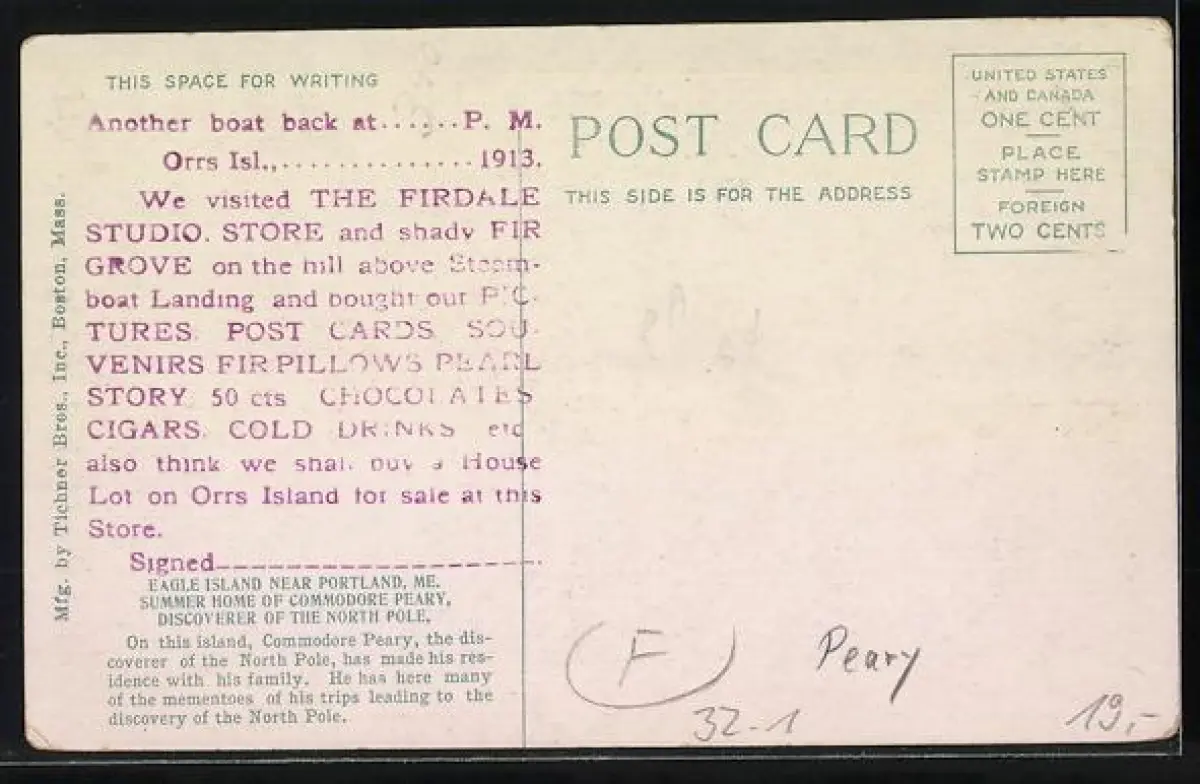 THIS SPACE FOR WRITING
Another boat back at......P. M.
Orrs Isl.,................1913.
We visited THE FIRDALE
STUDIO. STORE and shady FIR
GROVE on the hill above Steam-
boat Landing and bought our PIC-
TURES. POST CARDS. SOU-
VENIRS FIR PILLOWS PEARL
STORY 50 cts CHOCOLATES
CIGARS. COLD DRINKS etc
also think we shall buy a House
Lot on Orrs Island for sale at this
Store.
Signed
EAGLE ISLAND NEAR PORTLAND, ME.
SUMMER HOME OF COMMODORE PEARY,
DISCOVERER OF THE NORTH POLE.
On this island, Commodore Peary, the dis-
coverer of the North Pole, has made his res-
idence with his family. He has here many
of the mementoes of his trips leading to the
discovery of the North Pole.
Mfg. by Tichner Bros., Inc., Boston, Mass.
POST CARD
THIS SIDE IS FOR THE ADDRESS
UNITED STATES
AND CANADA
ONE CENT
PLACE
STAMP HERE
FOREIGN
TWO CENTS
F
Peary
32-1
19,-